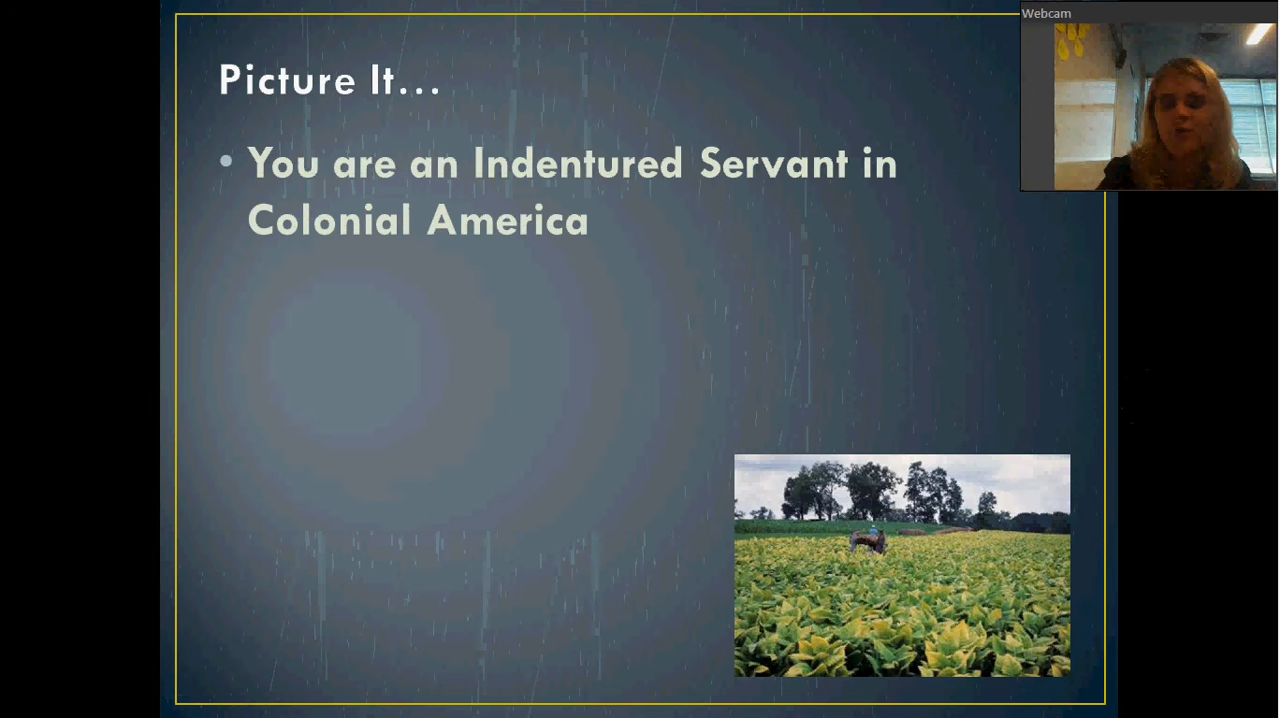 Webcam
Picture It...
• You are an Indentured Servant in
Colonial America